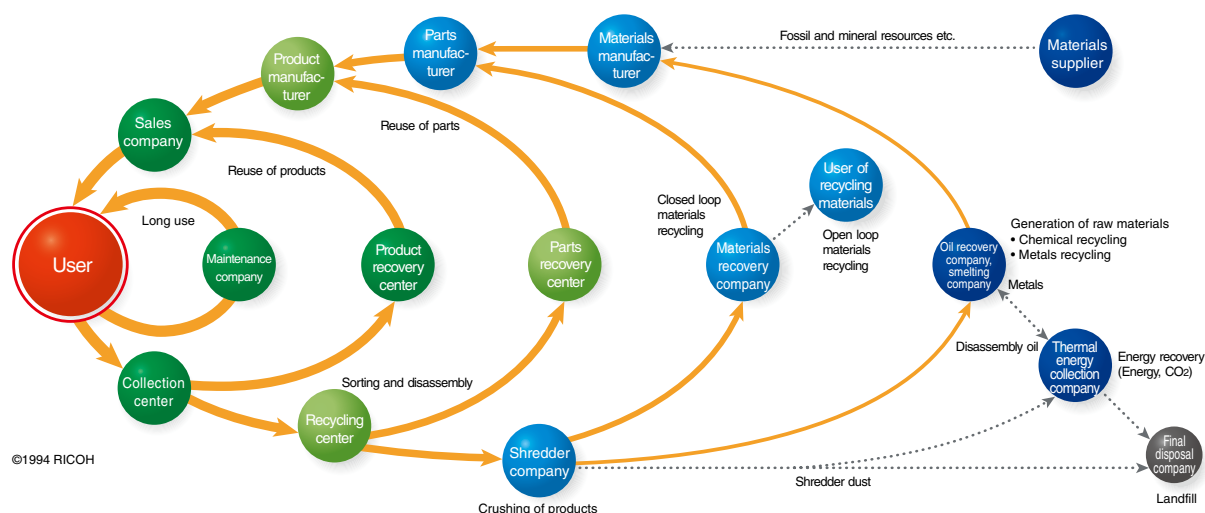 Parts
manufac-
turer
Materials
manufac-
turer
Fossil and mineral resources etc.
Materials
supplier
Product
manufac-
turer
Sales
company
Reuse of parts
Reuse of products
User of
recycling
materials
Long use
Closed loop
materials
recycling
Open loop
materials
recycling
User
Maintenance
company
Product
recovery
center
Parts
recovery
center
Materials
recovery
company
Oil recovery
company,
smelting
company
Generation of raw materials
• Chemical recycling
• Metals recycling
Metals
Disassembly oil
Thermal
energy
collection
company
Energy recovery
(Energy, CO2)
Collection
center
Sorting and disassembly
Recycling
center
Shredder
company
Crushing of products
Shredder dust
Final
disposal
company
Landfill
©1994 RICOH